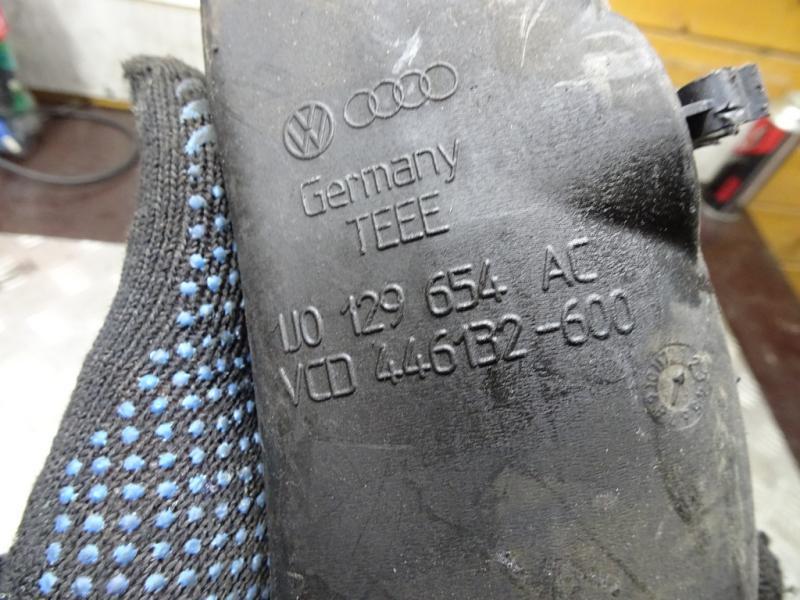 Germany
TEEE
1J0 129 654 AC
VCD 446132-600